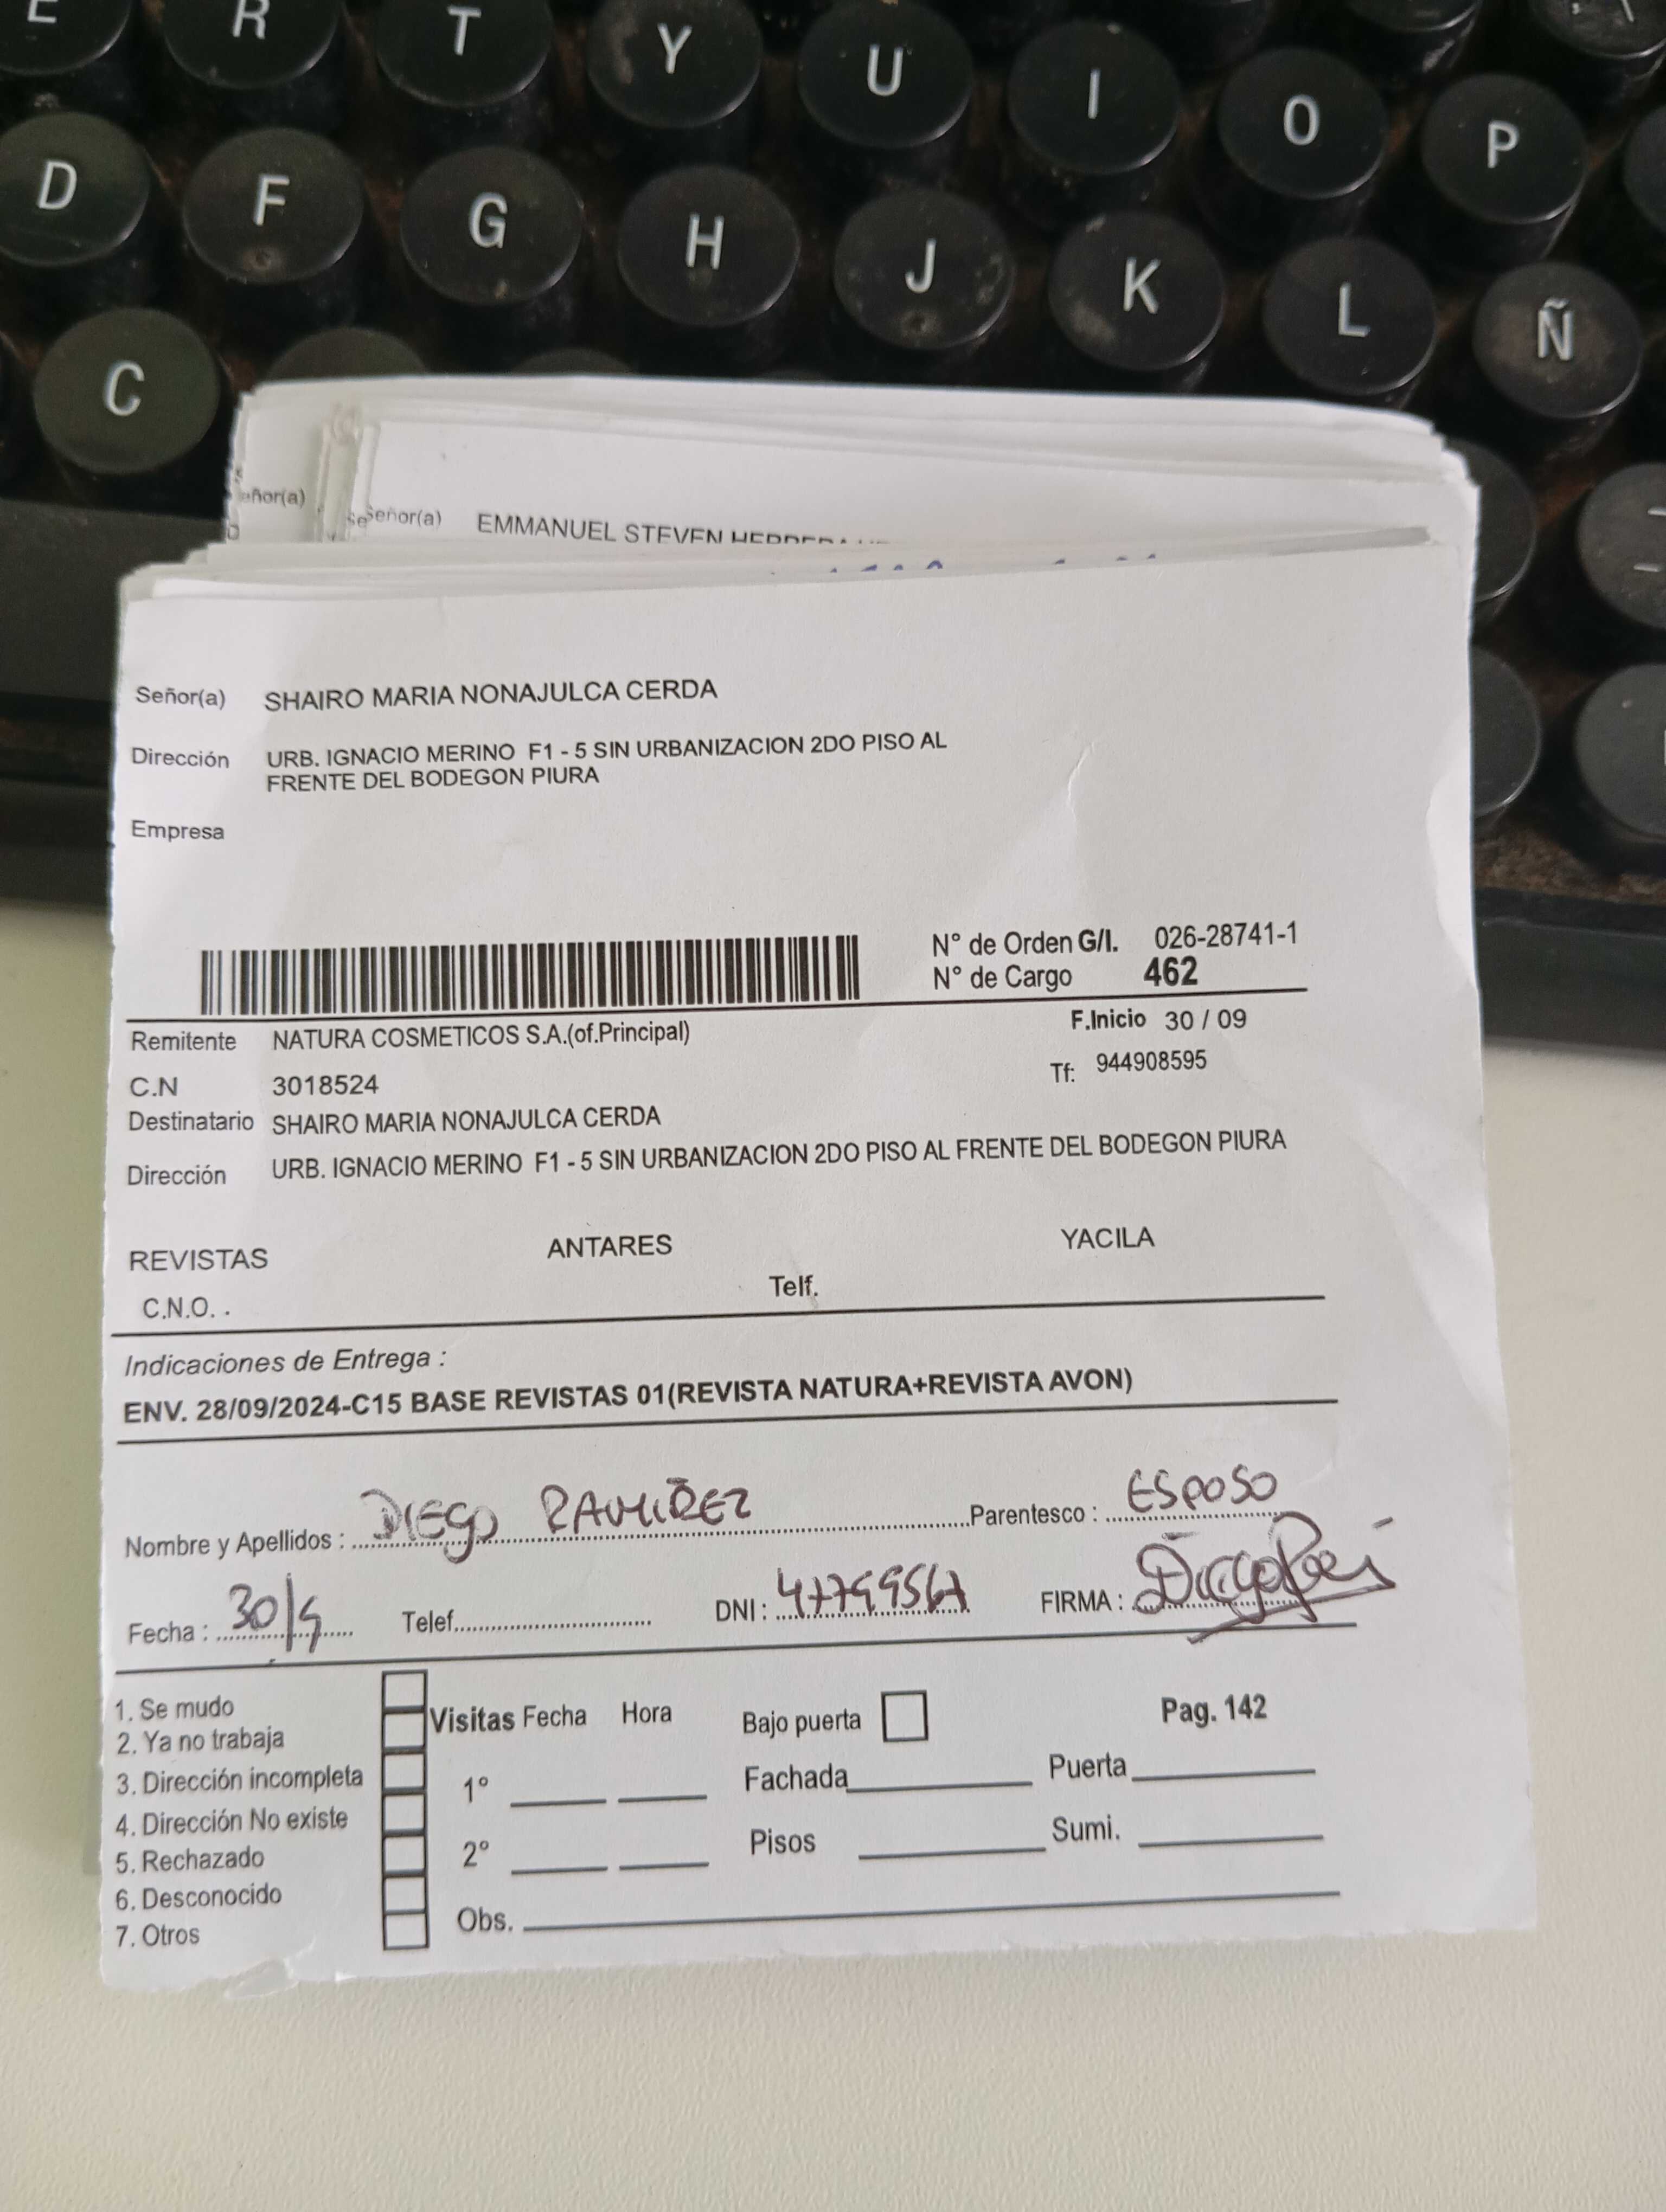 E R T Y U I O P
D F G H J K L Ñ
C
eñor(a)
Señor(a) EMMANUEL STEVEN
Señor(a) SHAIRO MARIA NONAJULCA CERDA
Dirección URB. IGNACIO MERINO F1 - 5 SIN URBANIZACION 2DO PISO AL
FRENTE DEL BODEGON PIURA
Empresa
N° de Orden G/I. 026-28741-1
N° de Cargo 462
Remitente NATURA COSMETICOS S.A.(of.Principal) F.Inicio 30 / 09
C.N 3018524 Tf: 944908595
Destinatario SHAIRO MARIA NONAJULCA CERDA
Dirección URB. IGNACIO MERINO F1 - 5 SIN URBANIZACION 2DO PISO AL FRENTE DEL BODEGON PIURA
REVISTAS ANTARES YACILA
C.N.O. . Telf.
Indicaciones de Entrega :
ENV. 28/09/2024-C15 BASE REVISTAS 01(REVISTA NATURA+REVISTA AVON)
Nombre y Apellidos : DIEGO RAMIREZ Parentesco : ESPOSO
Fecha : 30/9 Telef. DNI : FIRMA :
1. Se mudo
2. Ya no trabaja
3. Dirección incompleta
4. Dirección No existe
5. Rechazado
6. Desconocido
7. Otros
Visitas Fecha Hora Bajo puerta Pag. 142
1° Fachada Puerta
2° Pisos Sumi.
Obs.